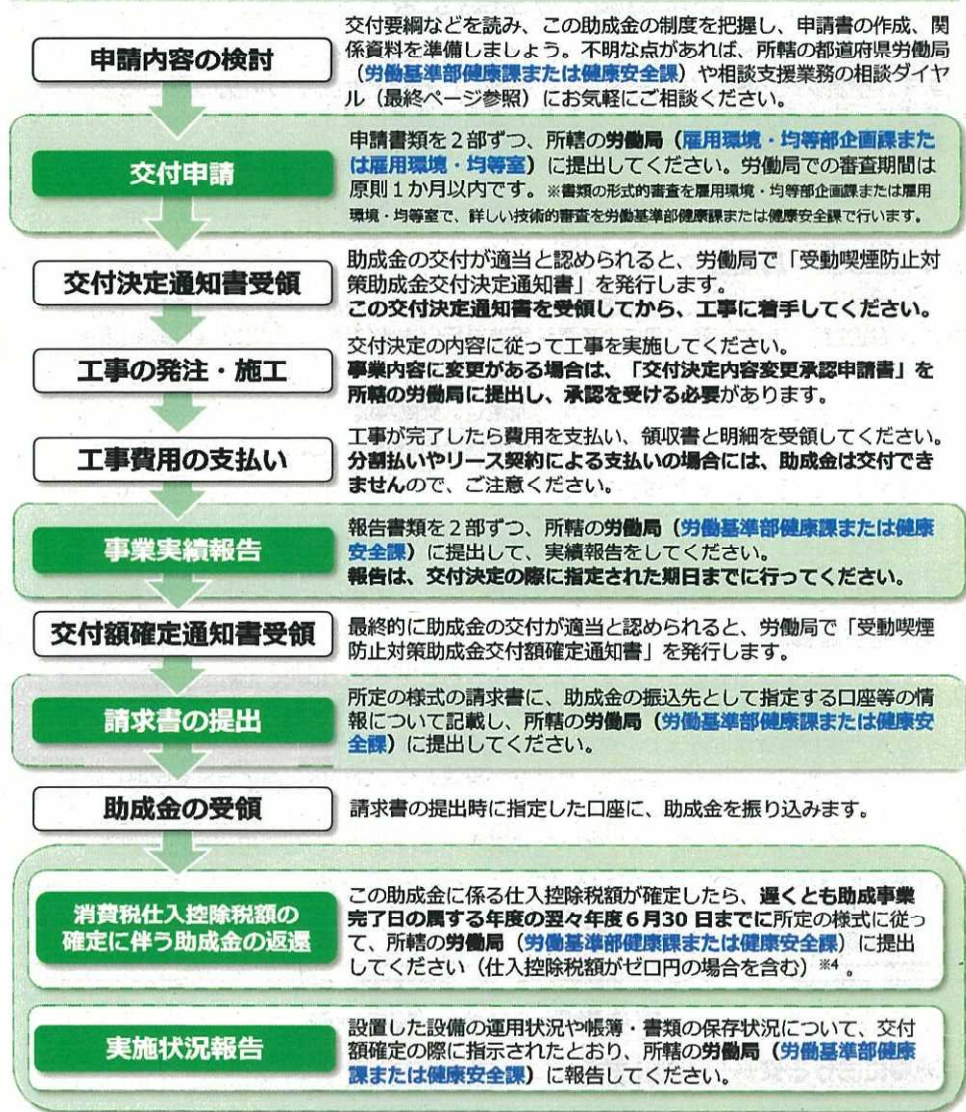 申請内容の検討
交付要綱などを読み、この助成金の制度を把握し、申請書の作成、関
係資料を準備しましょう。不明な点があれば、所轄の都道府県労働局
（労働基準部健康課または健康安全課）や相談支援業務の相談ダイヤ
ル（最終ページ参照）にお気軽にご相談ください。
交付申請
申請書類を２部ずつ、所轄の労働局（雇用環境・均等部企画課また
は雇用環境・均等室）に提出してください。労働局での審査期間は
原則１か月以内です。※書類の形式的審査を雇用環境・均等部企画課または雇用
環境・均等室で、詳しい技術的審査を労働基準部健康課または健康安全課で行います。
交付決定通知書受領
助成金の交付が適当と認められると、労働局で「受動喫煙防止対
策助成金交付決定通知書」を発行します。
この交付決定通知書を受領してから、工事に着手してください。
工事の発注・施工
交付決定の内容に従って工事を実施してください。
事業内容に変更がある場合は、「交付決定内容変更承認申請書」を
所轄の労働局に提出し、承認を受ける必要があります。
工事費用の支払い
工事が完了したら費用を支払い、領収書と明細を受領してください。
分割払いやリース契約による支払いの場合には、助成金は交付でき
ませんので、ご注意ください。
事業実績報告
報告書類を２部ずつ、所轄の労働局（労働基準部健康課または健康
安全課）に提出して、実績報告をしてください。
報告は、交付決定の際に指定された期日までに行ってください。
交付額確定通知書受領
最終的に助成金の交付が適当と認められると、労働局で「受動喫煙
防止対策助成金交付額確定通知書」を発行します。
請求書の提出
所定の様式の請求書に、助成金の振込先として指定する口座等の情
報について記載し、所轄の労働局（労働基準部健康課または健康安
全課）に提出してください。
助成金の受領
請求書の提出時に指定した口座に、助成金を振り込みます。
消費税仕入控除税額の
確定に伴う助成金の返還
この助成金に係る仕入控除税額が確定したら、遅くとも助成事業
完了日の属する年度の翌々年度６月30 日までに所定の様式に従っ
て、所轄の労働局（労働基準部健康課または健康安全課）に提出
してください（仕入控除税額がゼロ円の場合を含む）※4 。
実施状況報告
設置した設備の運用状況や帳簿・書類の保存状況について、交付
額確定の際に指示されたとおり、所轄の労働局（労働基準部健康
課または健康安全課）に報告してください。